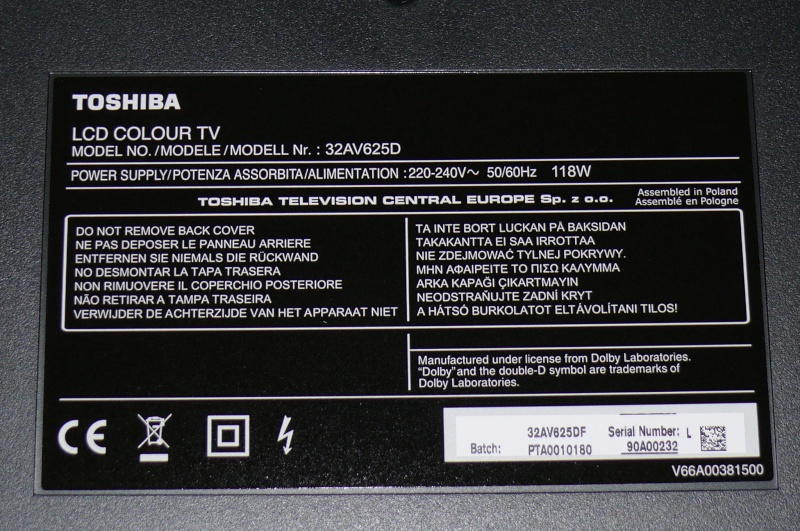 TOSHIBA
LCD COLOUR TV
MODEL NO./MODELE/MODELL Nr. : 32AV625D
POWER SUPPLY/POTENZA ASSORBITA/ALIMENTATION : 220-240V～ 50/60Hz 118W
TOSHIBA TELEVISION CENTRAL EUROPE Sp. z o.o.
Assembled in Poland
Assemblé en Pologne
DO NOT REMOVE BACK COVER
NE PAS DEPOSER LE PANNEAU ARRIERE
ENTFERNEN SIE NIEMALS DIE RÜCKWAND
NO DESMONTAR LA TAPA TRASERA
NON RIMUOVERE IL COPERCHIO POSTERIORE
NÃO RETIRAR A TAMPA TRASEIRA
VERWIJDER DE ACHTERZIJDE VAN HET APPARAAT NIET
TA INTE BORT LUCKAN PÅ BAKSIDAN
TAKAKANTTA EI SAA IRROTTAA
NIE ZDEJMOWAĆ TYLNEJ POKRYWY.
ΜΗΝ ΑΦΑΙΡΕΙΤΕ ΤΟ ΠΙΣΩ ΚΑΛΥΜΜΑ
ARKA KAPAĞI ÇIKARTMAYIN
NEODSTRAŇUJTE ZADNÍ KRYT
A HÁTSÓ BURKOLATOT ELTÁVOLÍTANI TILOS!
Manufactured under license from Dolby Laboratories.
“Dolby” and the double-D symbol are trademarks of
Dolby Laboratories.
CE
32AV625DF Serial Number: L
Batch: PTA0010180 90A00232
V66A00381500